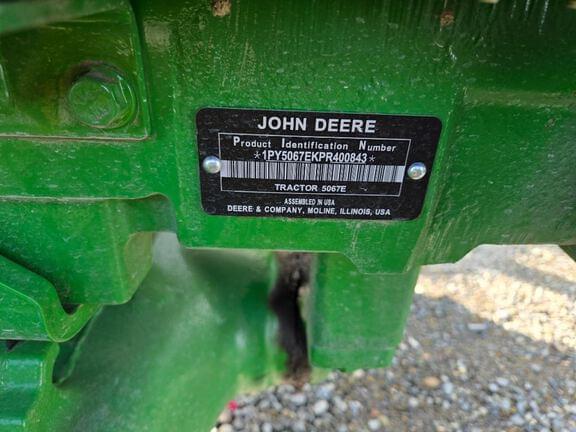 JOHN DEERE
Product Identification Number
*1PY5067EKPR400843*
TRACTOR 5067E
ASSEMBLED IN USA
DEERE & COMPANY, MOLINE, ILLINOIS, USA